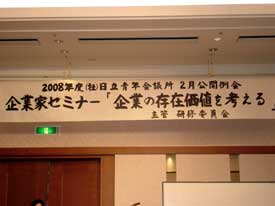 2008年度(社)日立青年会議所 2月公開例会
企業家セミナー「企業の存在価値を考える」
主管 研修委員会